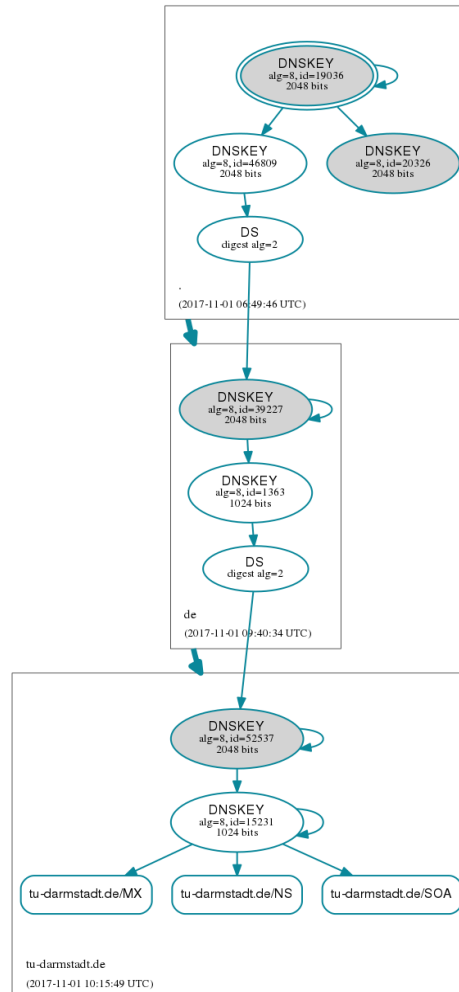 DNSKEY
alg=8, id=19036
2048 bits
DNSKEY
alg=8, id=46809
2048 bits
DNSKEY
alg=8, id=20326
2048 bits
DS
digest alg=2
.
(2017-11-01 06:49:46 UTC)
DNSKEY
alg=8, id=39227
2048 bits
DNSKEY
alg=8, id=1363
1024 bits
DS
digest alg=2
de
(2017-11-01 09:40:34 UTC)
DNSKEY
alg=8, id=52537
2048 bits
DNSKEY
alg=8, id=15231
1024 bits
tu-darmstadt.de/MX
tu-darmstadt.de/NS
tu-darmstadt.de/SOA
tu-darmstadt.de
(2017-11-01 10:15:49 UTC)